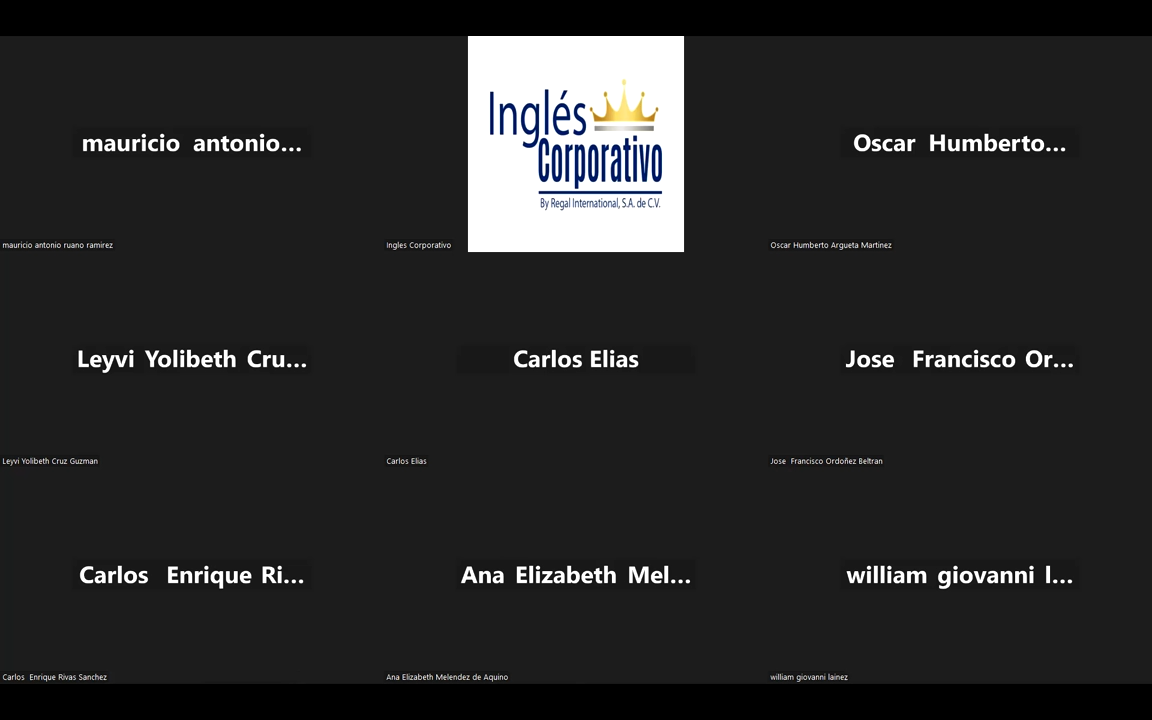 mauricio antonio...
mauricio antonio ruano ramirez
Inglés
Corporativo
By Regal International, S.A. de C.V.
Ingles Corporativo
Oscar Humberto...
Oscar Humberto Argueta Martinez
Leyvi Yolibeth Cru...
Leyvi Yolibeth Cruz Guzman
Carlos Elias
Carlos Elias
Jose Francisco Or...
Jose Francisco Ordoñez Beltran
Carlos Enrique Ri...
Carlos Enrique Rivas Sanchez
Ana Elizabeth Mel...
Ana Elizabeth Melendez de Aquino
william giovanni l...
william giovanni lainez